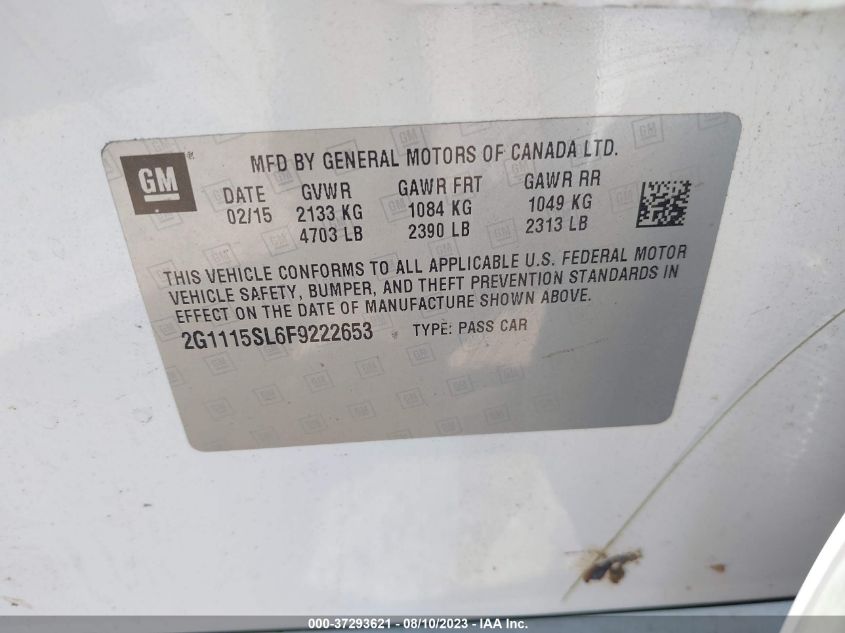 GM
MFD BY GENERAL MOTORS OF CANADA LTD.
DATE GVWR GAWR FRT GAWR RR
02/15 2133 KG 1084 KG 1049 KG
4703 LB 2390 LB 2313 LB
THIS VEHICLE CONFORMS TO ALL APPLICABLE U.S. FEDERAL MOTOR
VEHICLE SAFETY, BUMPER, AND THEFT PREVENTION STANDARDS IN
EFFECT ON THE DATE OF MANUFACTURE SHOWN ABOVE.
2G1115SL6F9222653 TYPE: PASS CAR
000-37293621 - 08/10/2023 - IAA Inc.